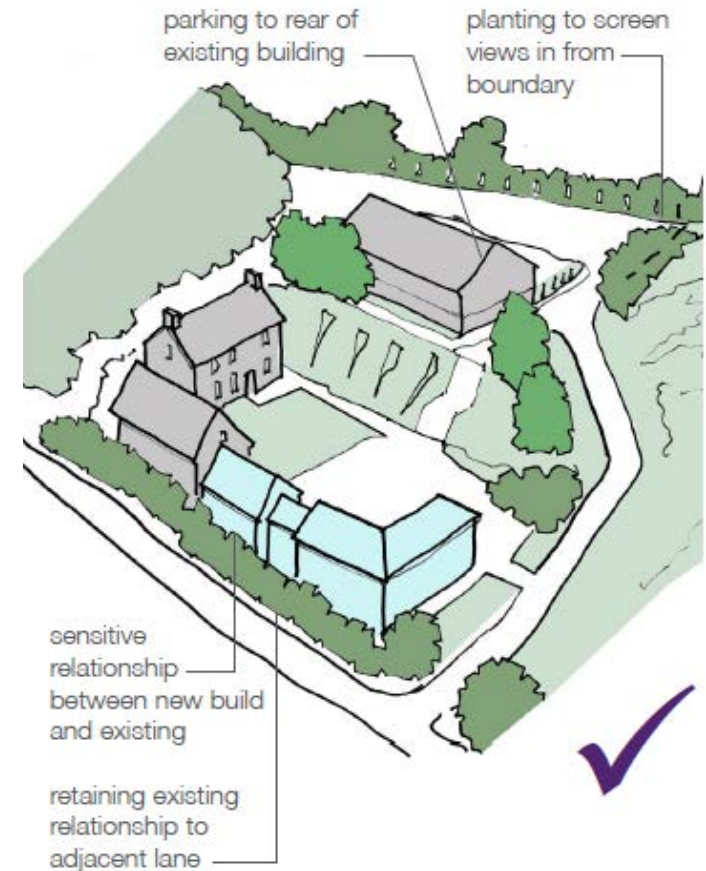 parking to rear of
existing building
planting to screen
views in from
boundary
sensitive
relationship
between new build
and existing
retaining existing
relationship to
adjacent lane